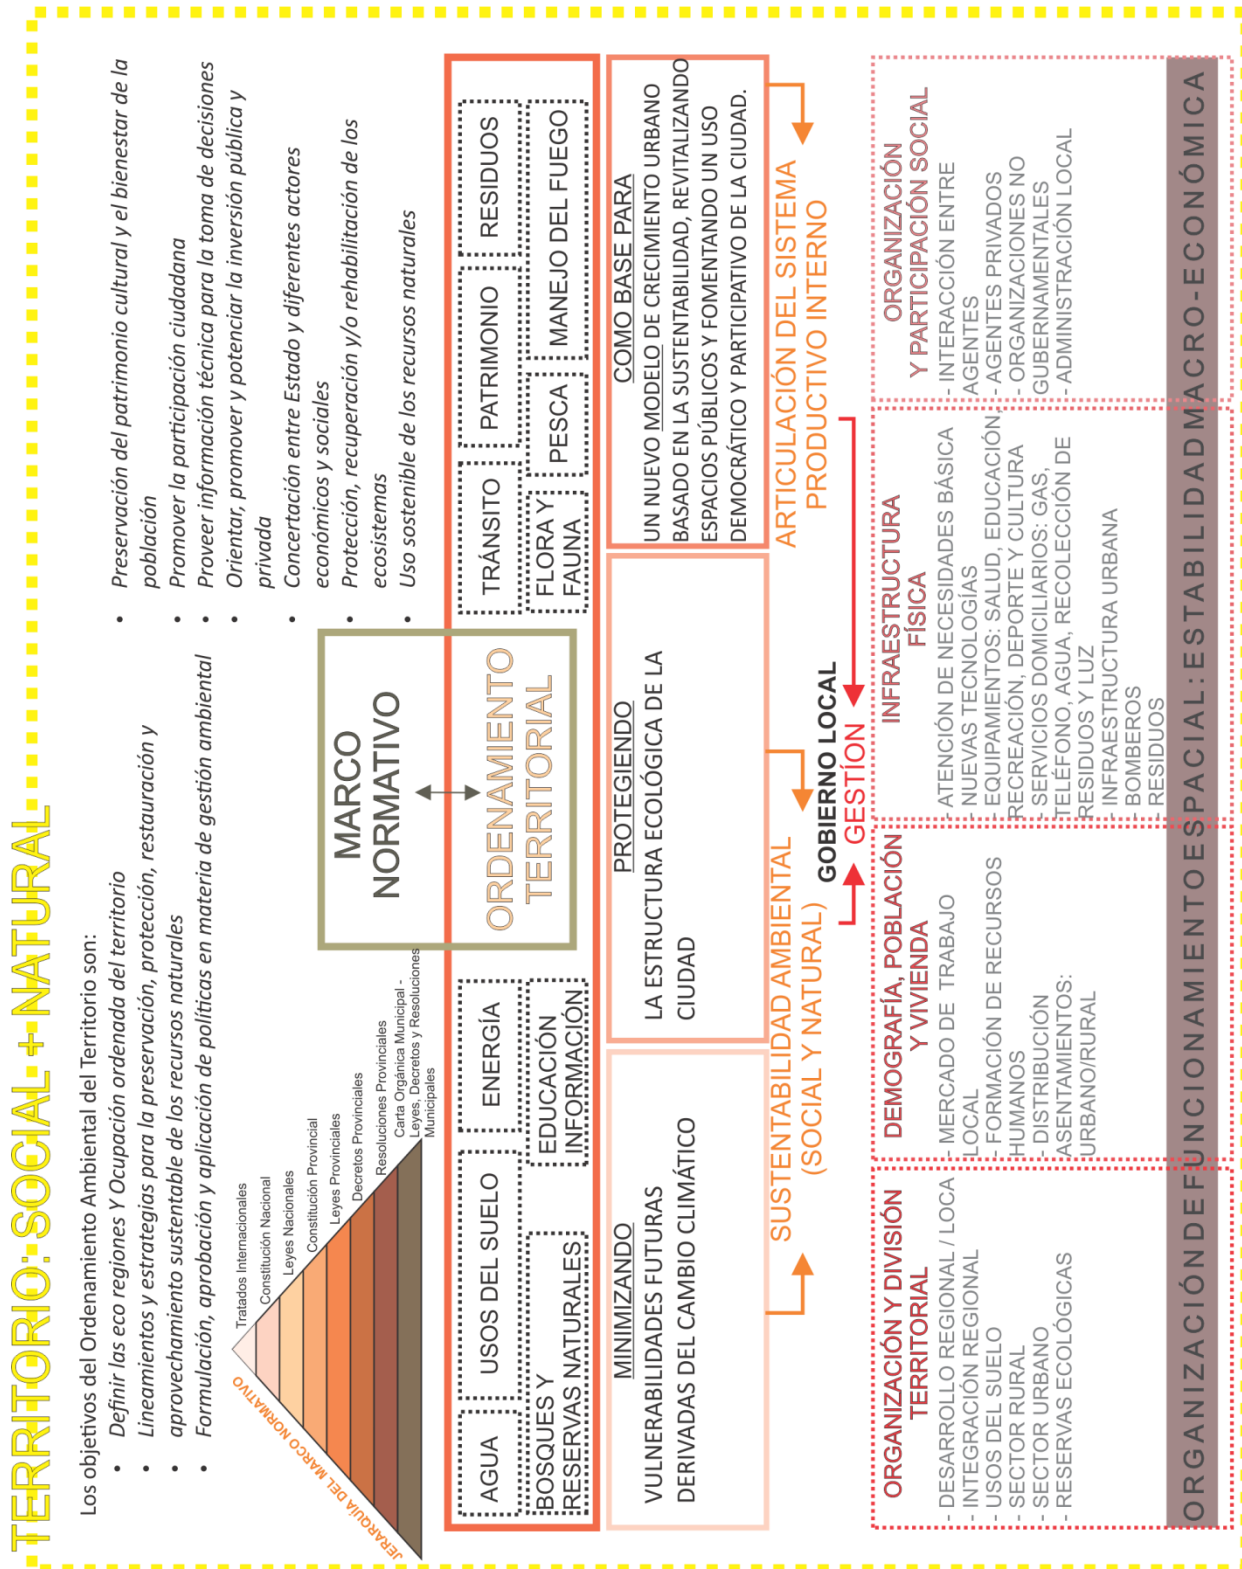 TERRITORIO: SOCIAL + NATURAL
Los objetivos del Ordenamiento Ambiental del Territorio son:
• Definir las eco regiones Y Ocupación ordenada del territorio
• Lineamientos y estrategias para la preservación, protección, restauración y
• aprovechamiento sustentable de los recursos naturales
• Formulación, aprobación y aplicación de políticas en materia de gestión ambiental
• Preservación del patrimonio cultural y el bienestar de la
población
• Promover la participación ciudadana
• Proveer información técnica para la toma de decisiones
• Orientar, promover y potenciar la inversión pública y
privada
• Concertación entre Estado y diferentes actores
económicos y sociales
• Protección, recuperación y/o rehabilitación de los
ecosistemas
• Uso sostenible de los recursos naturales
JERARQUÍA DEL MARCO NORMATIVO
Tratados Internacionales
Constitución Nacional
Leyes Nacionales
Constitución Provincial
Leyes Provinciales
Decretos Provinciales
Resoluciones Provinciales
Carta Orgánica Municipal -
Leyes, Decretos y Resoluciones
Municipales
MARCO
NORMATIVO
ORDENAMIENTO
TERRITORIAL
AGUA
USOS DEL SUELO
ENERGÍA
BOSQUES Y
RESERVAS NATURALES
EDUCACIÓN
INFORMACIÓN
TRÁNSITO
PATRIMONIO
RESIDUOS
FLORA Y
FAUNA
PESCA
MANEJO DEL FUEGO
MINIMIZANDO
VULNERABILIDADES FUTURAS
DERIVADAS DEL CAMBIO CLIMÁTICO
PROTEGIENDO
LA ESTRUCTURA ECOLÓGICA DE LA
CIUDAD
COMO BASE PARA
UN NUEVO MODELO DE CRECIMIENTO URBANO
BASADO EN LA SUSTENTABILIDAD, REVITALIZANDO
ESPACIOS PÚBLICOS Y FOMENTANDO UN USO
DEMOCRÁTICO Y PARTICIPATIVO DE LA CIUDAD.
SUSTENTABILIDAD AMBIENTAL
(SOCIAL Y NATURAL)
ARTICULACIÓN DEL SISTEMA
PRODUCTIVO INTERNO
GOBIERNO LOCAL
GESTÍON
ORGANIZACIÓN Y DIVISIÓN
TERRITORIAL
- DESARROLLO REGIONAL / LOCA
- INTEGRACIÓN REGIONAL
- USOS DEL SUELO
- SECTOR RURAL
- SECTOR URBANO
- RESERVAS ECOLÓGICAS
DEMOGRAFÍA, POBLACIÓN
Y VIVIENDA
- MERCADO DE TRABAJO
LOCAL
- FORMACIÓN DE RECURSOS
HUMANOS
- DISTRIBUCIÓN
ASENTAMIENTOS:
URBANO/RURAL
INFRAESTRUCTURA
FÍSICA
- ATENCIÓN DE NECESIDADES BÁSICA
- NUEVAS TECNOLOGÍAS
- EQUIPAMIENTOS: SALUD, EDUCACIÓN,
RECREACIÓN, DEPORTE Y CULTURA
- SERVICIOS DOMICILIARIOS: GAS,
TELÉFONO, AGUA, RECOLECCIÓN DE
RESIDUOS Y LUZ
- INFRAESTRUCTURA URBANA
- BOMBEROS
- RESIDUOS
ORGANIZACIÓN
Y PARTICIPACIÓN SOCIAL
- INTERACCIÓN ENTRE
AGENTES
- AGENTES PRIVADOS
- ORGANIZACIONES NO
GUBERNAMENTALES
- ADMINISTRACIÓN LOCAL
ORGANIZACIÓN DE FUNCIONAMIENTO ESPACIAL: ESTABILIDAD MACRO-ECONÓMICA